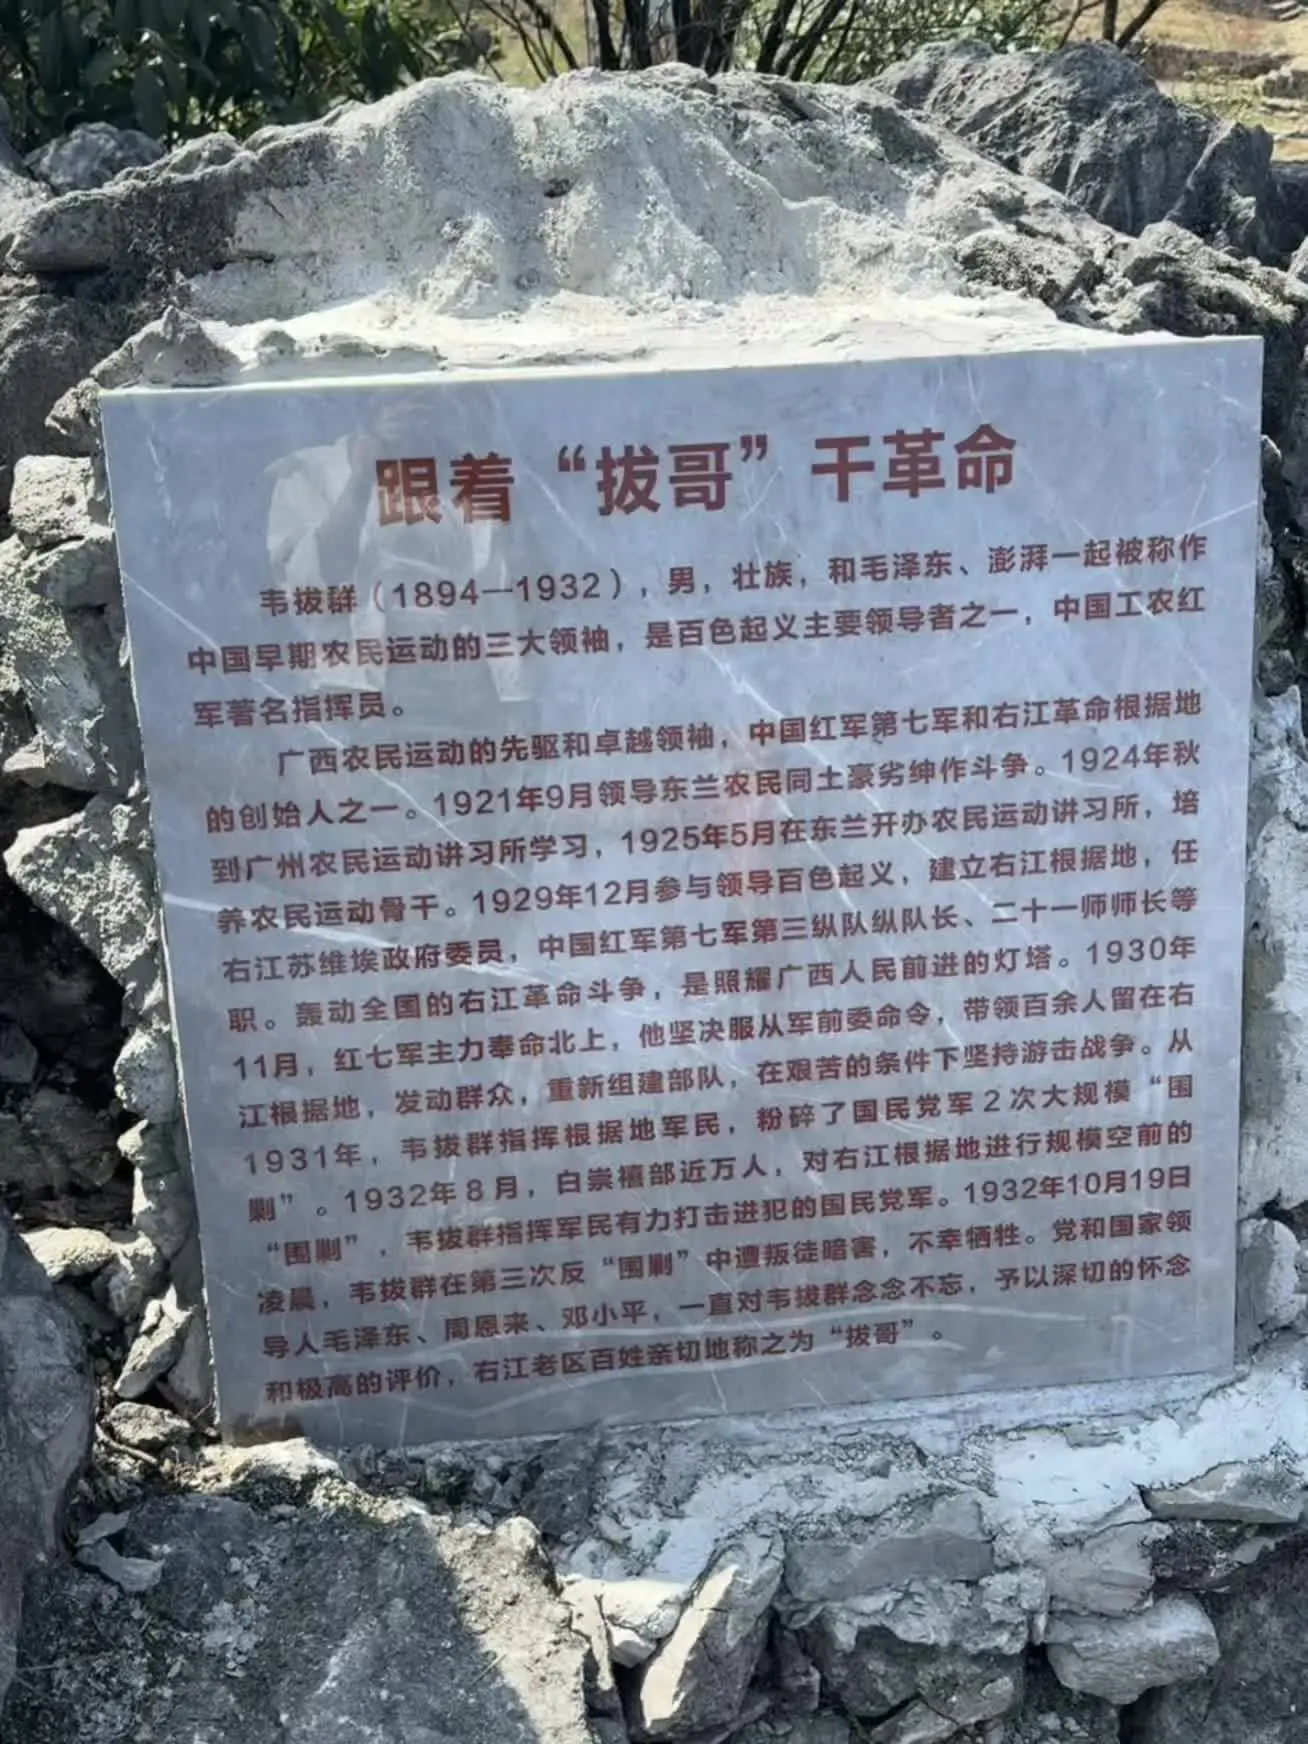 跟着“拔哥”干革命
韦拔群（1894—1932），男，壮族，和毛泽东、澎湃一起被称作
中国早期农民运动的三大领袖，是百色起义主要领导者之一，中国工农红
军著名指挥员。
广西农民运动的先驱和卓越领袖，中国红军第七军和右江革命根据地
的创始人之一。1921年9月领导东兰农民同土豪劣绅作斗争。1924年秋
到广州农民运动讲习所学习，1925年5月在东兰开办农民运动讲习所，培
养农民运动骨干。1929年12月参与领导百色起义，建立右江根据地，任
右江苏维埃政府委员，中国红军第七军第三纵队纵队长、二十一师师长等
职。轰动全国的右江革命斗争，是照耀广西人民前进的灯塔。1930年
11月，红七军主力奉命北上，他坚决服从军前委命令，带领百余人留在右
江根据地，发动群众，重新组建部队，在艰苦的条件下坚持游击战争。从
1931年，韦拔群指挥根据地军民，粉碎了国民党军2次大规模“围
剿”。1932年8月，白崇禧部近万人，对右江根据地进行规模空前的
“围剿”，韦拔群指挥军民有力打击进犯的国民党军。1932年10月19日
凌晨，韦拔群在第三次反“围剿”中遭叛徒暗害，不幸牺牲。党和国家领
导人毛泽东、周恩来、邓小平，一直对韦拔群念念不忘，予以深切的怀念
和极高的评价，右江老区百姓亲切地称之为“拔哥”。